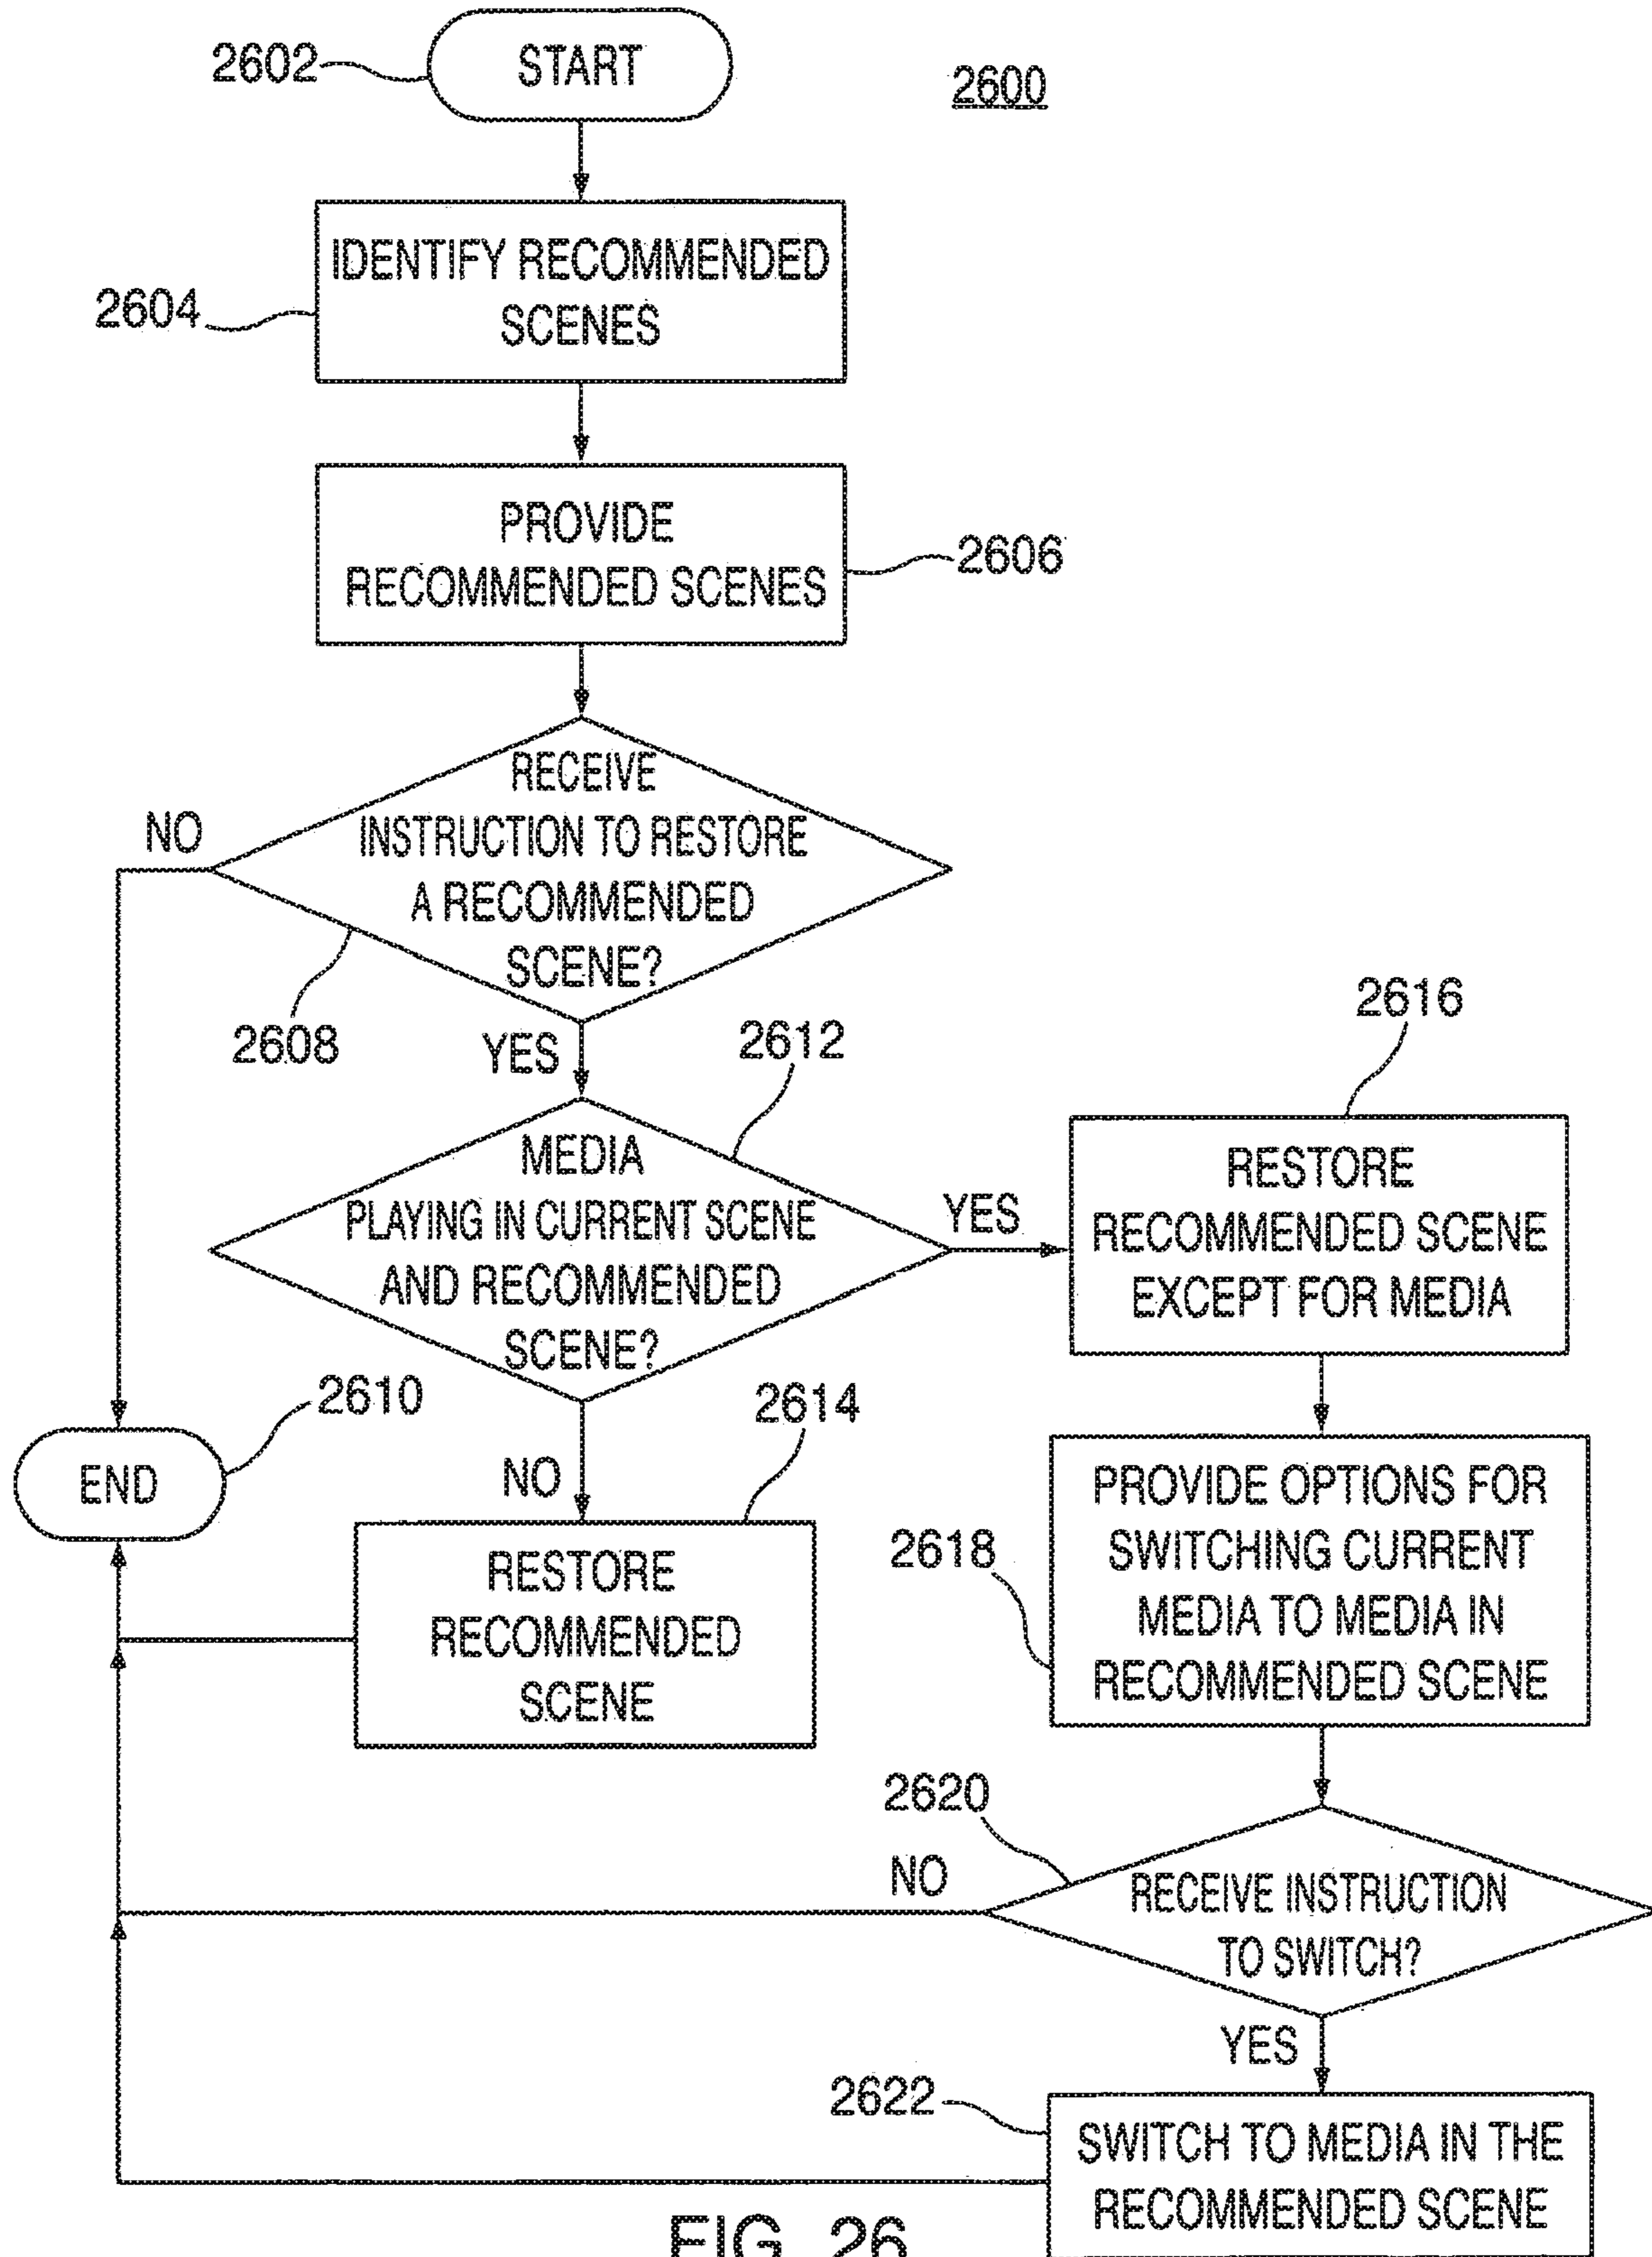 2602
START
2600
IDENTIFY RECOMMENDED
SCENES
2604
PROVIDE
RECOMMENDED SCENES
2606
RECEIVE
INSTRUCTION TO RESTORE
A RECOMMENDED
SCENE?
NO
2608
YES
2612
MEDIA
PLAYING IN CURRENT SCENE
AND RECOMMENDED
SCENE?
YES
2616
RESTORE
RECOMMENDED SCENE
EXCEPT FOR MEDIA
2610
END
NO
2614
RESTORE
RECOMMENDED
SCENE
2618
PROVIDE OPTIONS FOR
SWITCHING CURRENT
MEDIA TO MEDIA IN
RECOMMENDED SCENE
2620
NO
RECEIVE INSTRUCTION
TO SWITCH?
YES
2622
SWITCH TO MEDIA IN THE
RECOMMENDED SCENE
FIG. 26